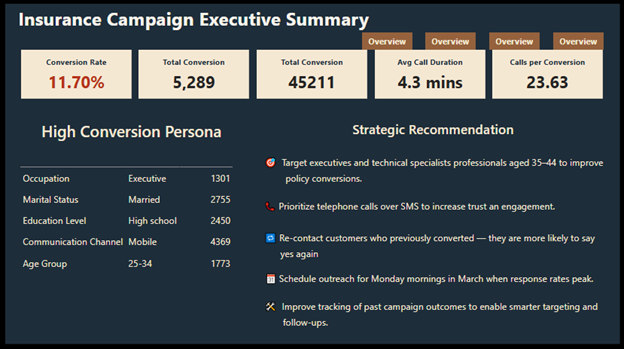 Insurance Campaign Executive Summary
Overview Overview Overview Overview
Conversion Rate Total Conversion Total Conversion Avg Call Duration Calls per Conversion
11.70% 5,289 45211 4.3 mins 23.63
High Conversion Persona
Occupation Executive 1301
Marital Status Married 2755
Education Level High school 2450
Communication Channel Mobile 4369
Age Group 25-34 1773
Strategic Recommendation
Target executives and technical specialists professionals aged 35–44 to improve
policy conversions.
Prioritize telephone calls over SMS to increase trust an engagement.
Re-contact customers who previously converted — they are more likely to say
yes again
Schedule outreach for Monday mornings in March when response rates peak.
Improve tracking of past campaign outcomes to enable smarter targeting and
follow-ups.